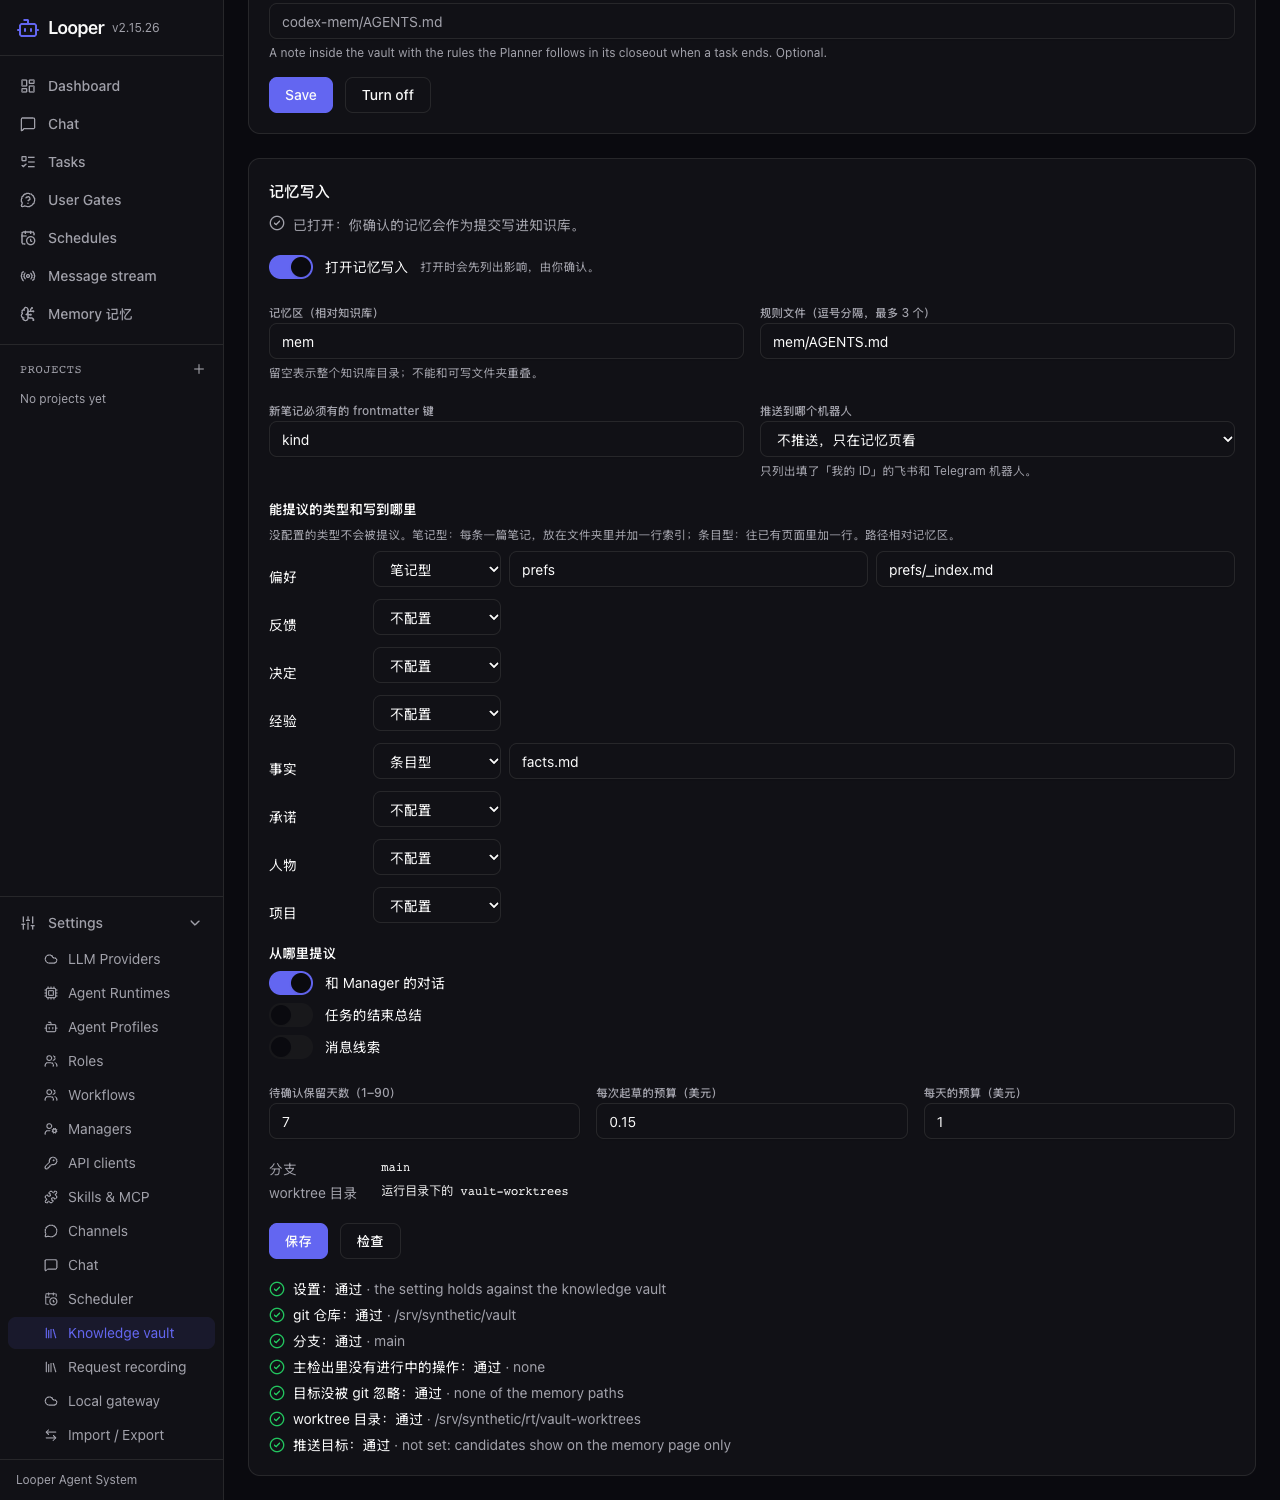 Looper v2.15.26
Dashboard
Chat
Tasks
User Gates
Schedules
Message stream
Memory 记忆
PROJECTS
No projects yet
Settings
LLM Providers
Agent Runtimes
Agent Profiles
Roles
Workflows
Managers
API clients
Skills & MCP
Channels
Chat
Scheduler
Knowledge vault
Request recording
Local gateway
Import / Export
Looper Agent System
codex-mem/AGENTS.md
A note inside the vault with the rules the Planner follows in its closeout when a task ends. Optional.
Save Turn off
记忆写入
已打开：你确认的记忆会作为提交写进知识库。
打开记忆写入 打开时会先列出影响，由你确认。
记忆区（相对知识库） 规则文件（逗号分隔，最多 3 个）
mem mem/AGENTS.md
留空表示整个知识库目录；不能和可写文件夹重叠。
新笔记必须有的 frontmatter 键 推送到哪个机器人
kind 不推送，只在记忆页看
只列出填了「我的 ID」的飞书和 Telegram 机器人。
能提议的类型和写到哪里
没配置的类型不会被提议。笔记型：每条一篇笔记，放在文件夹里并加一行索引；条目型：往已有页面里加一行。路径相对记忆区。
偏好 笔记型 prefs prefs/_index.md
反馈 不配置
决定 不配置
经验 不配置
事实 条目型 facts.md
承诺 不配置
人物 不配置
项目 不配置
从哪里提议
和 Manager 的对话
任务的结束总结
消息线索
待确认保留天数（1–90） 每次起草的预算（美元） 每天的预算（美元）
7 0.15 1
分支 main
worktree 目录 运行目录下的 vault-worktrees
保存 检查
设置：通过 · the setting holds against the knowledge vault
git 仓库：通过 · /srv/synthetic/vault
分支：通过 · main
主检出里没有进行中的操作：通过 · none
目标没被 git 忽略：通过 · none of the memory paths
worktree 目录：通过 · /srv/synthetic/rt/vault-worktrees
推送目标：通过 · not set: candidates show on the memory page only